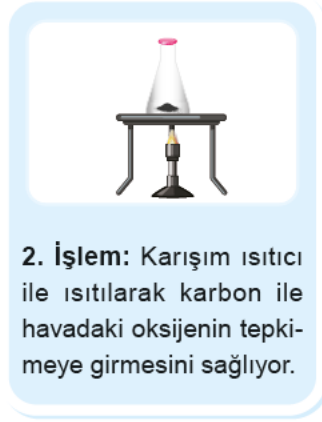 2. İşlem: Karışım ısıtıcı
ile ısıtılarak karbon ile
havadaki oksijenin tepki-
meye girmesini sağlıyor.